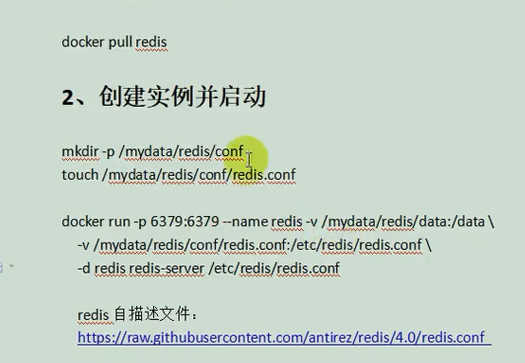 docker pull redis
2、创建实例并启动
mkdir -p /mydata/redis/conf
touch /mydata/redis/conf/redis.conf
docker run -p 6379:6379 --name redis -v /mydata/redis/data:/data \
-v /mydata/redis/conf/redis.conf:/etc/redis/redis.conf \
-d redis redis-server /etc/redis/redis.conf
redis 自描述文件：
https://raw.githubusercontent.com/antirez/redis/4.0/redis.conf